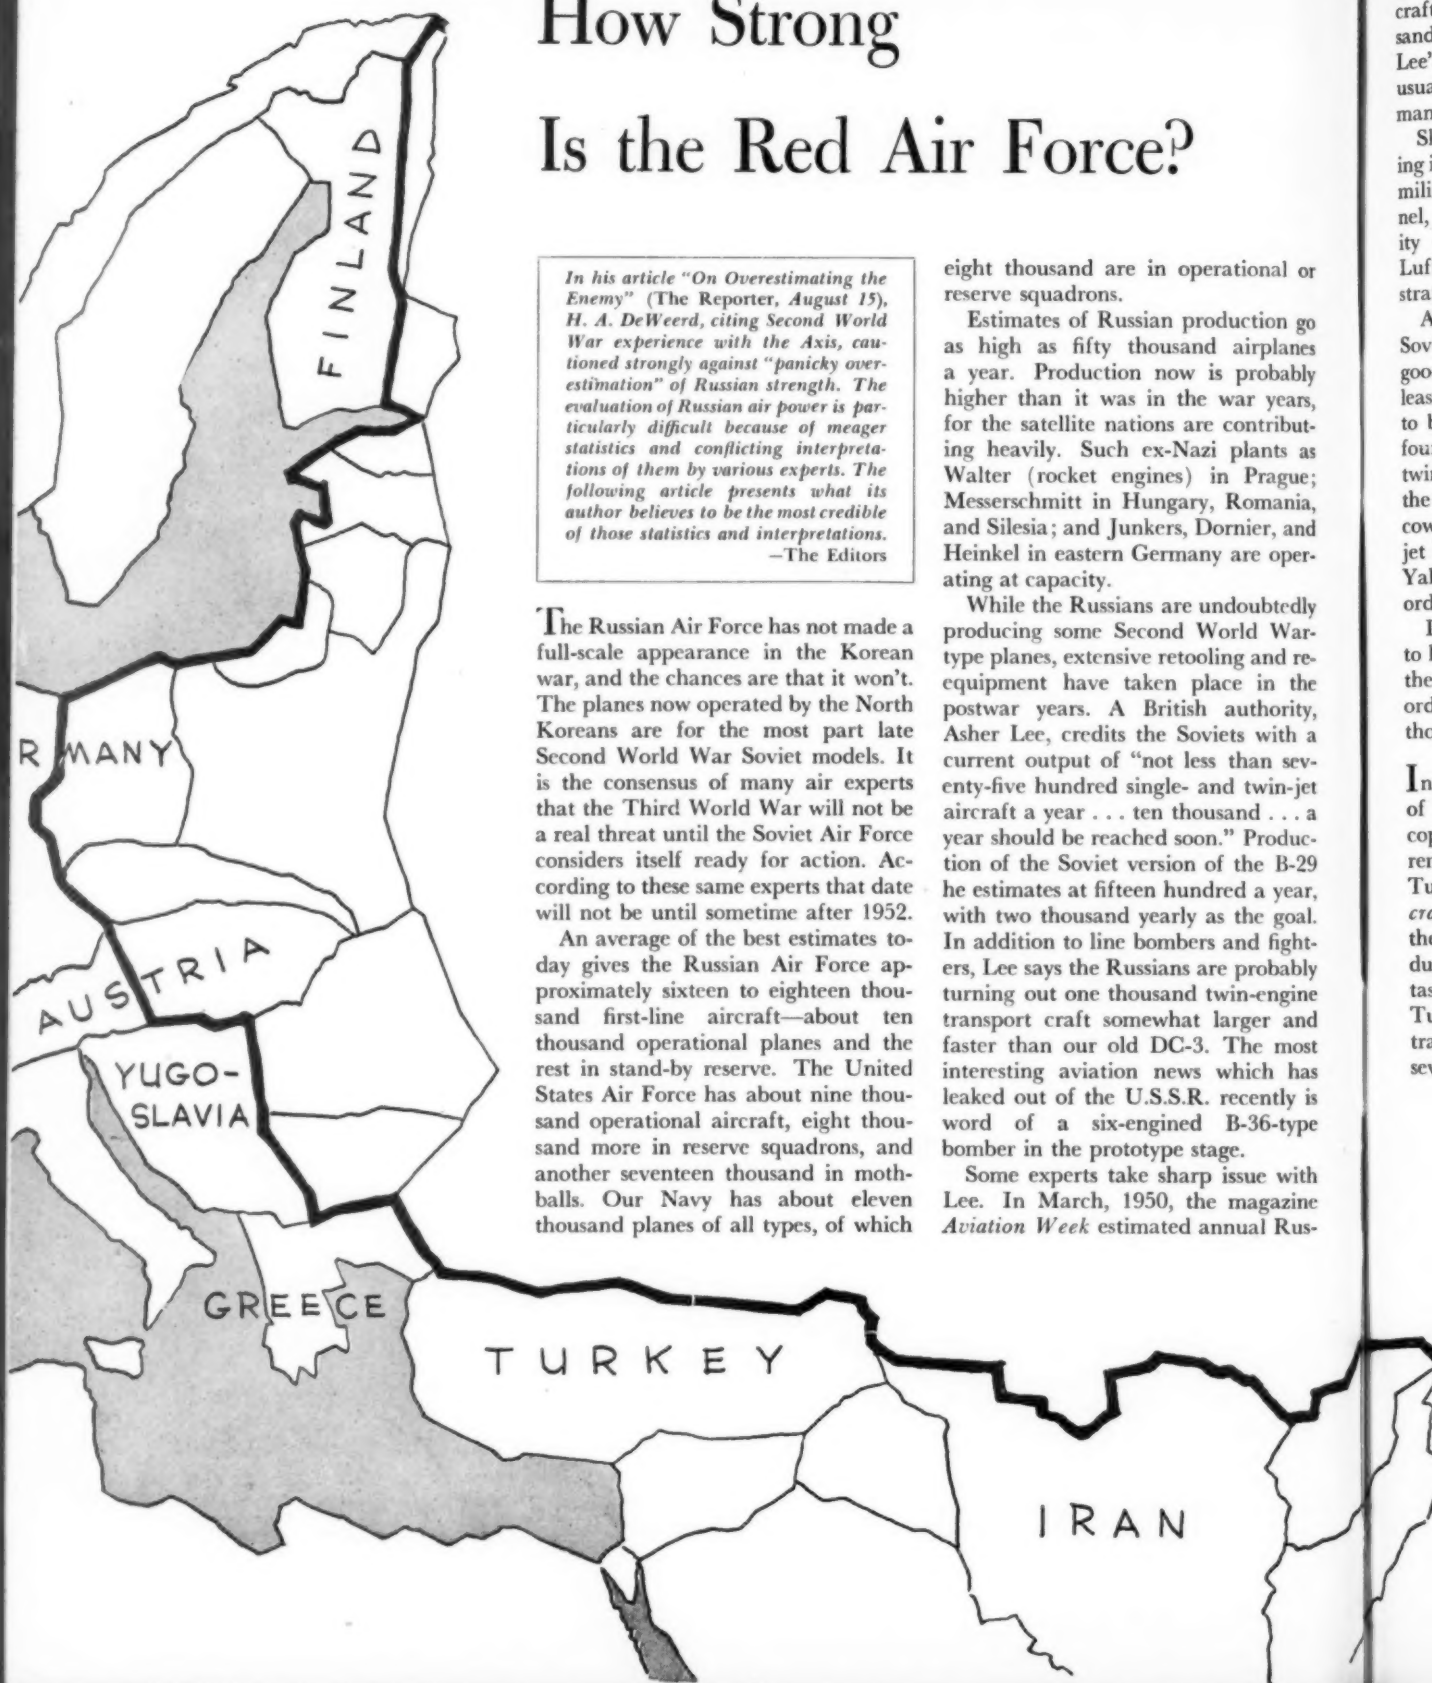 How Strong
Is the Red Air Force?
In his article "On Overestimating the
Enemy" (The Reporter, August 15),
H. A. DeWeerd, citing Second World
War experience with the Axis, cau-
tioned strongly against "panicky over-
estimation" of Russian strength. The
evaluation of Russian air power is par-
ticularly difficult because of meager
statistics and conflicting interpreta-
tions of them by various experts. The
following article presents what its
author believes to be the most credible
of those statistics and interpretations.
—The Editors
The Russian Air Force has not made a
full-scale appearance in the Korean
war, and the chances are that it won't.
The planes now operated by the North
Koreans are for the most part late
Second World War Soviet models. It
is the consensus of many air experts
that the Third World War will not be
a real threat until the Soviet Air Force
considers itself ready for action. Ac-
cording to these same experts that date
will not be until sometime after 1952.
An average of the best estimates to-
day gives the Russian Air Force ap-
proximately sixteen to eighteen thou-
sand first-line aircraft—about ten
thousand operational planes and the
rest in stand-by reserve. The United
States Air Force has about nine thou-
sand operational aircraft, eight thou-
sand more in reserve squadrons, and
another seventeen thousand in moth-
balls. Our Navy has about eleven
thousand planes of all types, of which
eight thousand are in operational or
reserve squadrons.
Estimates of Russian production go
as high as fifty thousand airplanes
a year. Production now is probably
higher than it was in the war years,
for the satellite nations are contribut-
ing heavily. Such ex-Nazi plants as
Walter (rocket engines) in Prague;
Messerschmitt in Hungary, Romania,
and Silesia; and Junkers, Dornier, and
Heinkel in eastern Germany are oper-
ating at capacity.
While the Russians are undoubtedly
producing some Second World War-
type planes, extensive retooling and re-
equipment have taken place in the
postwar years. A British authority,
Asher Lee, credits the Soviets with a
current output of "not less than sev-
enty-five hundred single- and twin-jet
aircraft a year . . . ten thousand . . . a
year should be reached soon." Produc-
tion of the Soviet version of the B-29
he estimates at fifteen hundred a year,
with two thousand yearly as the goal.
In addition to line bombers and fight-
ers, Lee says the Russians are probably
turning out one thousand twin-engine
transport craft somewhat larger and
faster than our old DC-3. The most
interesting aviation news which has
leaked out of the U.S.S.R. recently is
word of a six-engined B-36-type
bomber in the prototype stage.
Some experts take sharp issue with
Lee. In March, 1950, the magazine
Aviation Week estimated annual Rus-
FINLAND
RMANY
AUSTRIA
YUGO-
SLAVIA
GREECE
TURKEY
IRAN